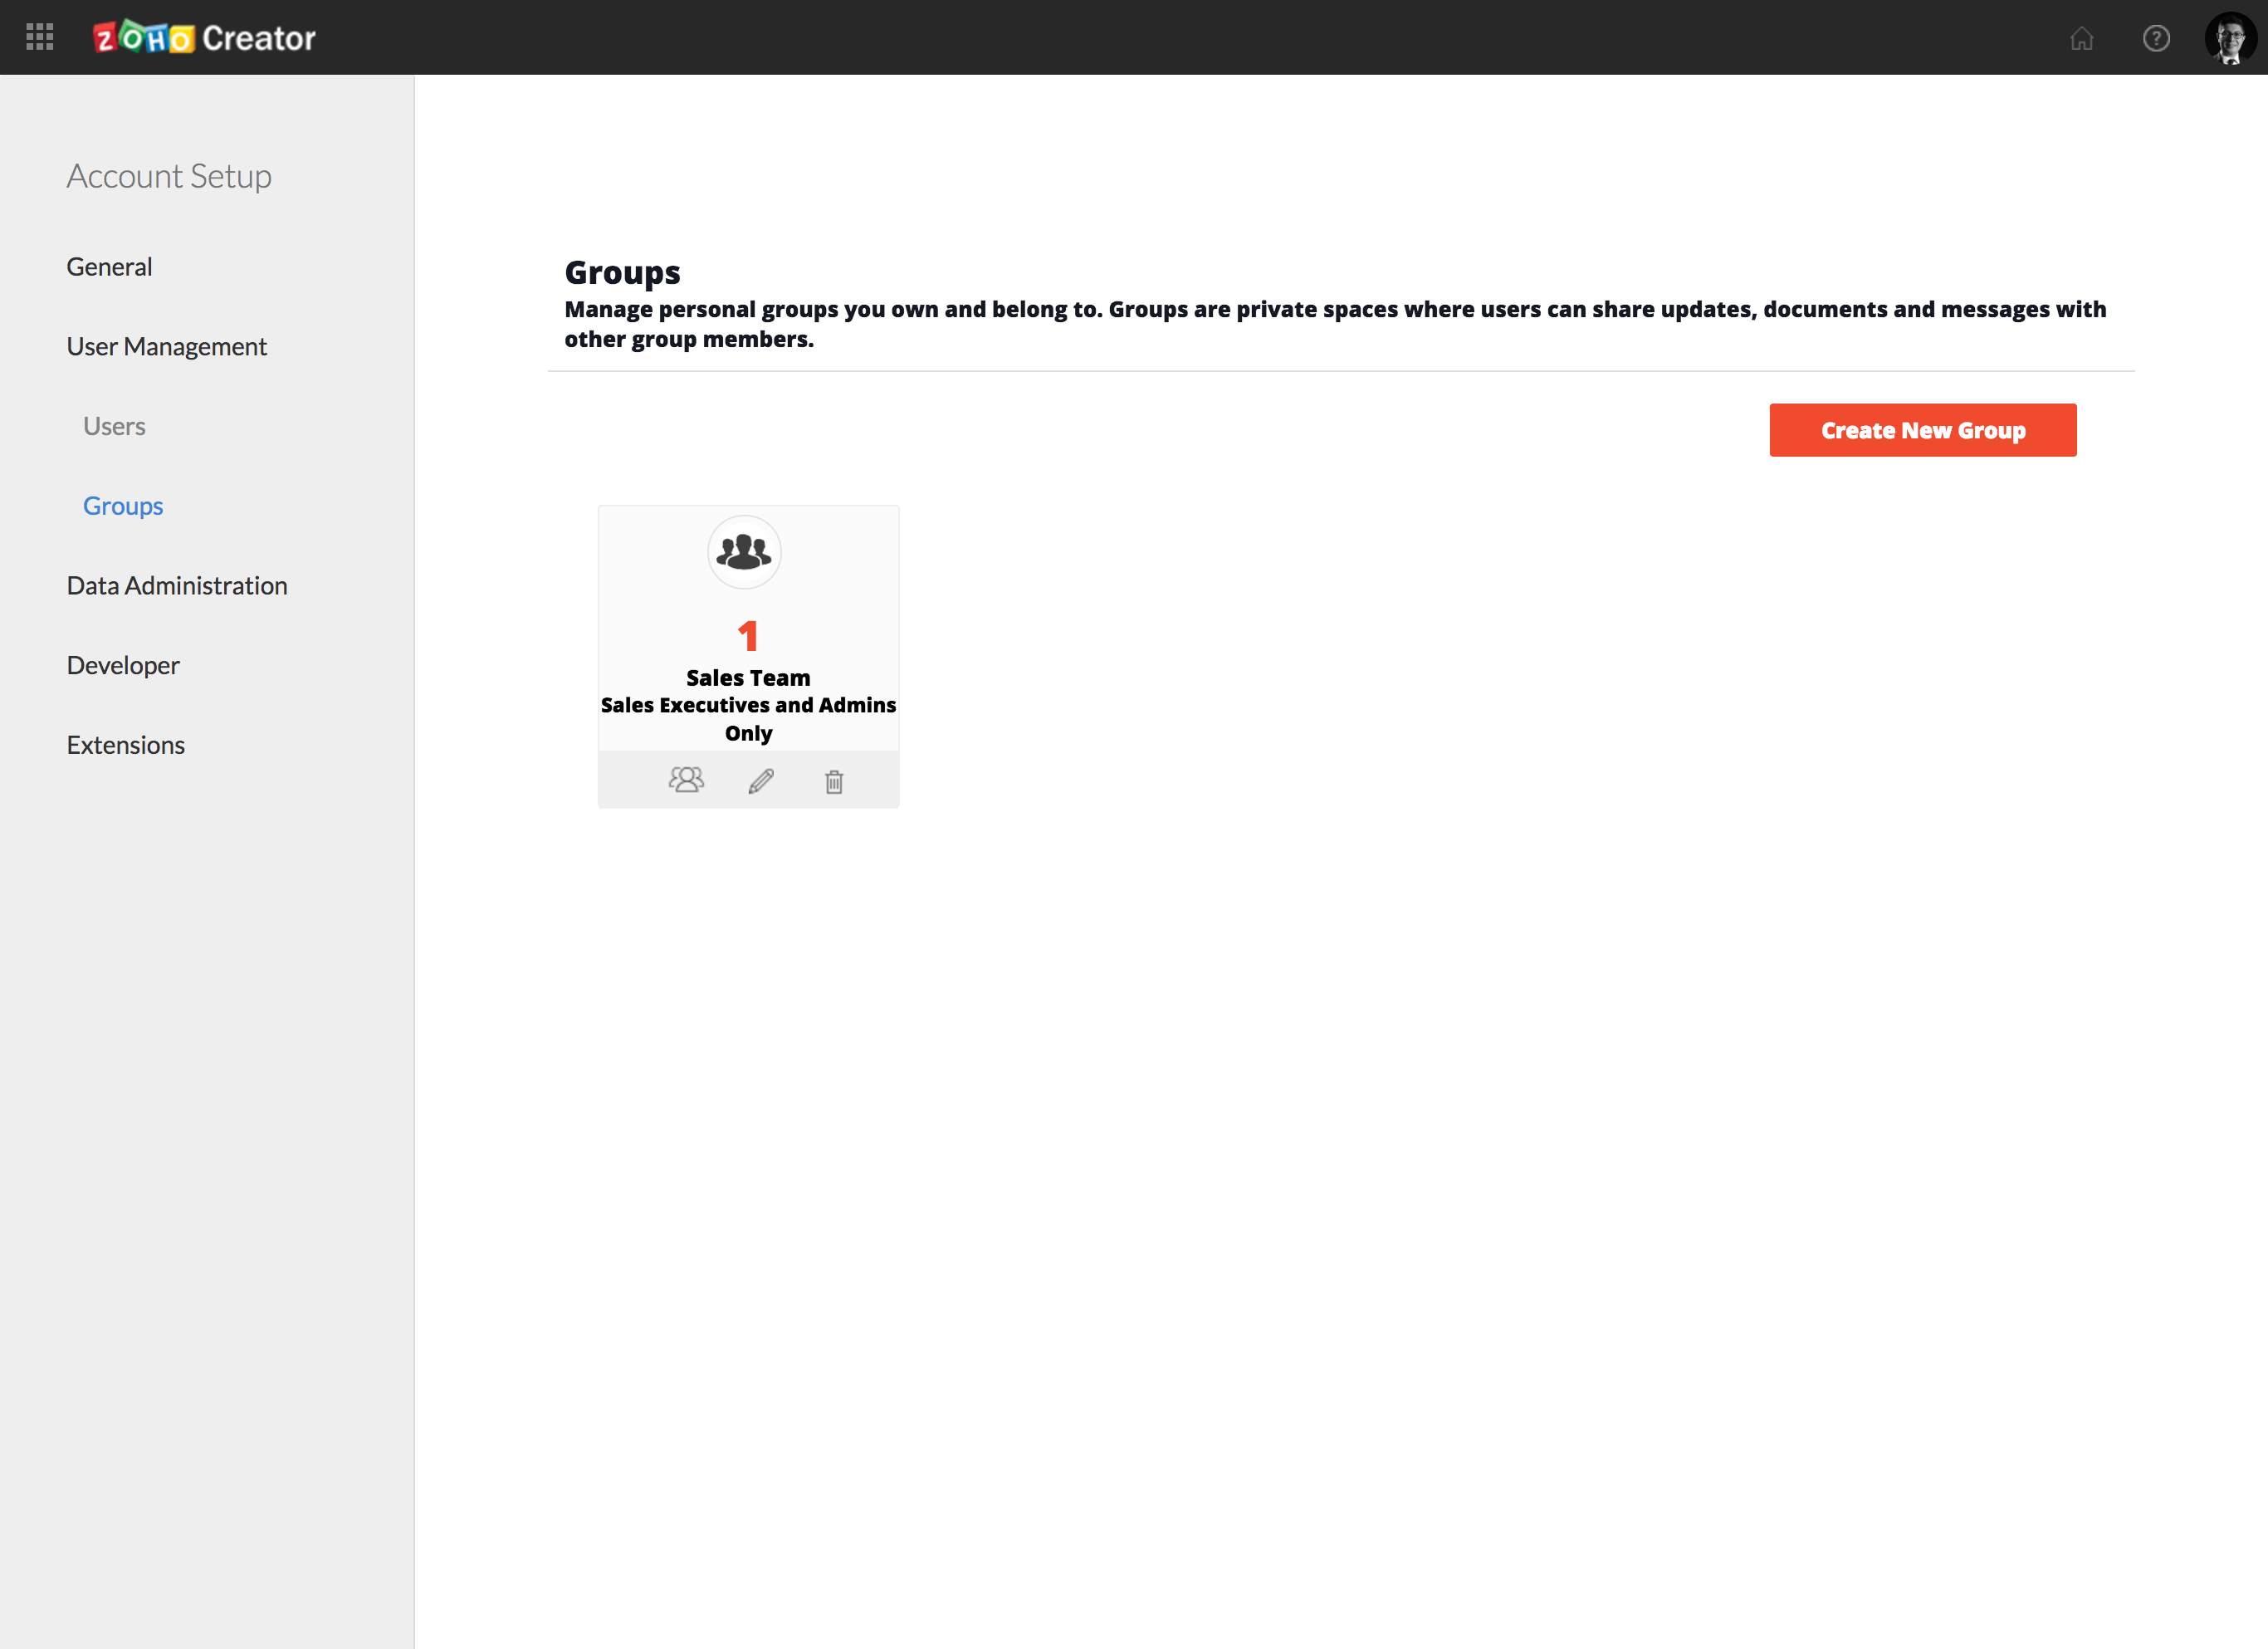 ZOHO Creator
?
Account Setup
General
User Management
Users
Groups
Data Administration
Developer
Extensions
Groups
Manage personal groups you own and belong to. Groups are private spaces where users can share updates, documents and messages with
other group members.
Create New Group
1
Sales Team
Sales Executives and Admins
Only